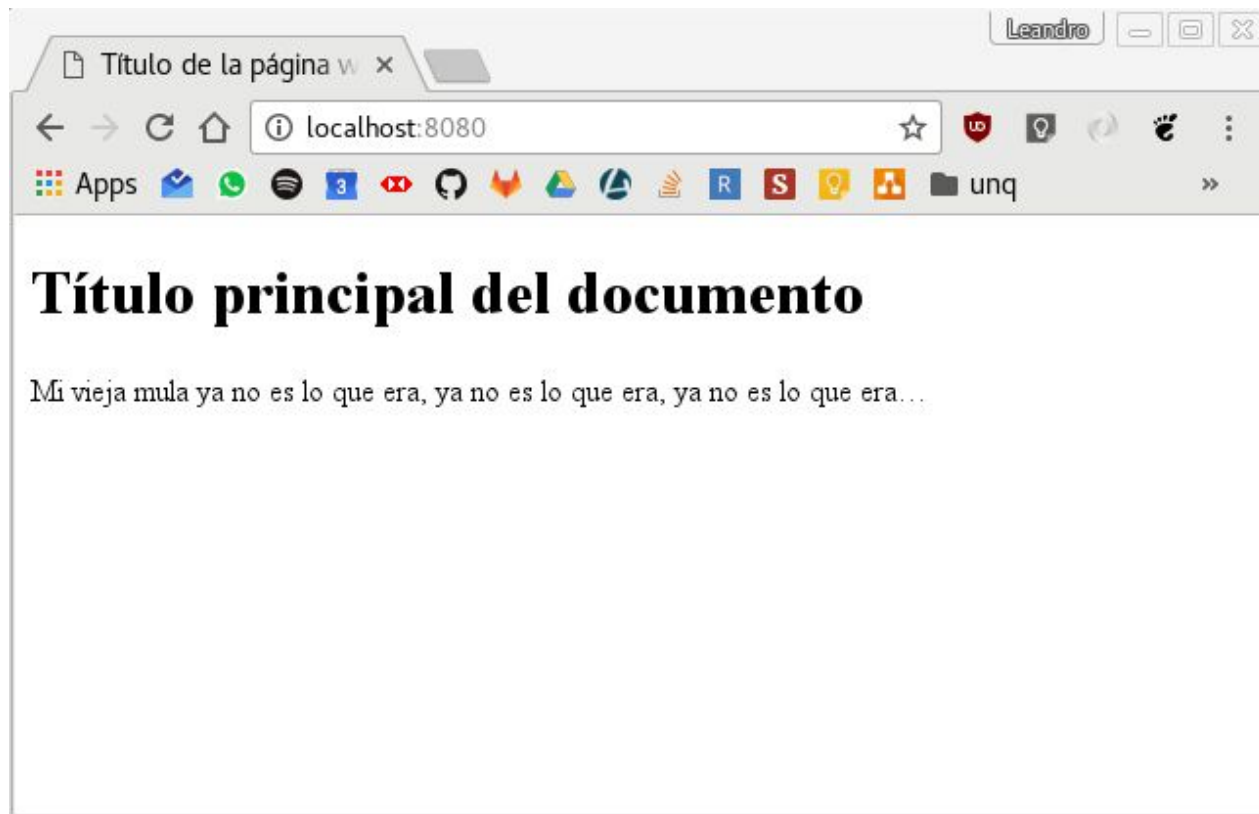 Leandro
Título de la página w
localhost:8080
Apps 3 R S unq »
Título principal del documento
Mi vieja mula ya no es lo que era, ya no es lo que era, ya no es lo que era…